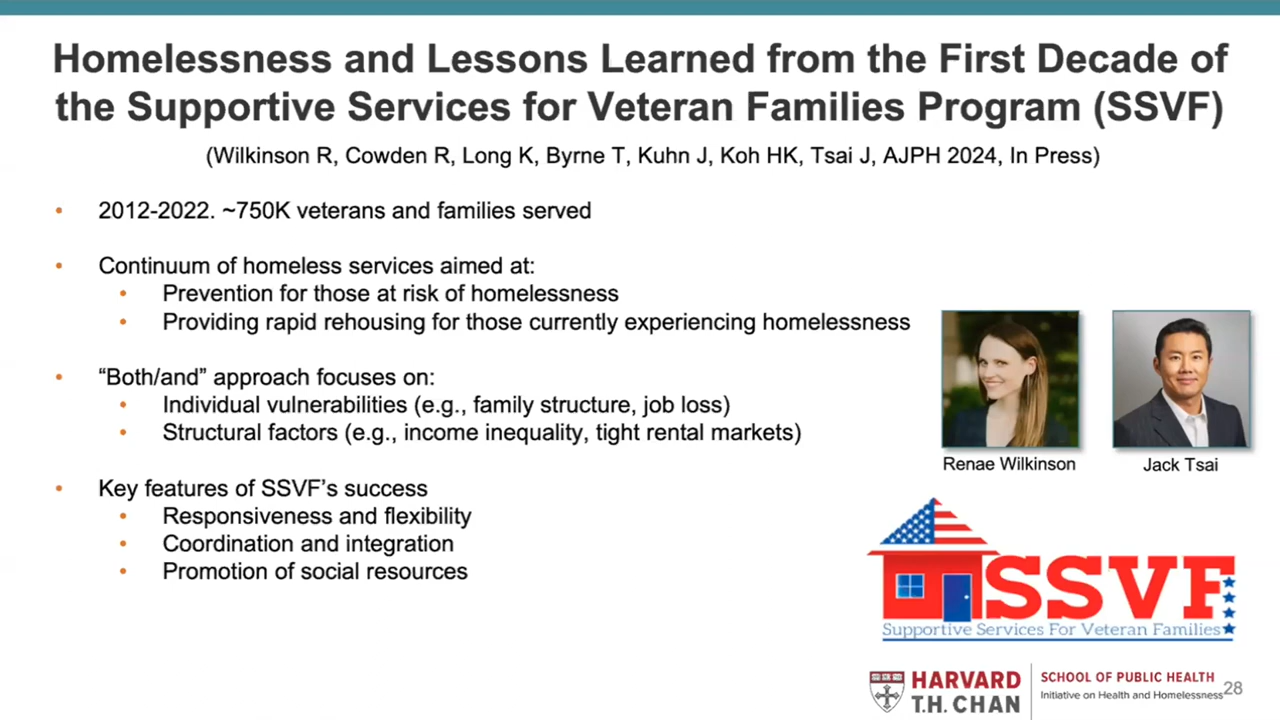 Homelessness and Lessons Learned from the First Decade of
the Supportive Services for Veteran Families Program (SSVF)
(Wilkinson R, Cowden R, Long K, Byrne T, Kuhn J, Koh HK, Tsai J, AJPH 2024, In Press)
• 2012-2022. ~750K veterans and families served
• Continuum of homeless services aimed at:
• Prevention for those at risk of homelessness
• Providing rapid rehousing for those currently experiencing homelessness
• “Both/and” approach focuses on:
• Individual vulnerabilities (e.g., family structure, job loss)
• Structural factors (e.g., income inequality, tight rental markets)
• Key features of SSVF’s success
• Responsiveness and flexibility
• Coordination and integration
• Promotion of social resources
Renae Wilkinson
Jack Tsai
SSVF
Supportive Services For Veteran Families
HARVARD
T.H. CHAN
SCHOOL OF PUBLIC HEALTH
Initiative on Health and Homelessness
28